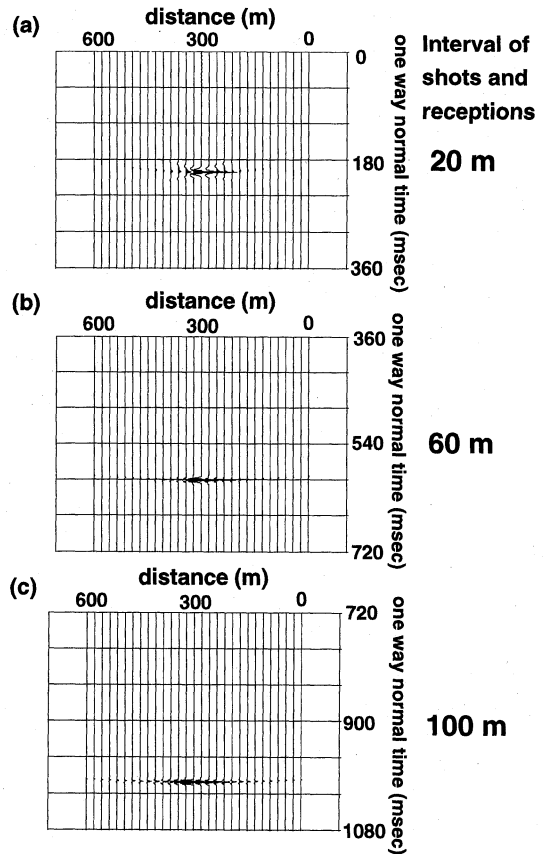 (a)
distance (m)
600 300 0
0
180
360
one way normal time (msec)
Interval of
shots and
receptions
20 m
(b)
distance (m)
600 300 0
360
540
720
one way normal time (msec)
60 m
(c)
distance (m)
600 300 0
720
900
1080
one way normal time (msec)
100 m